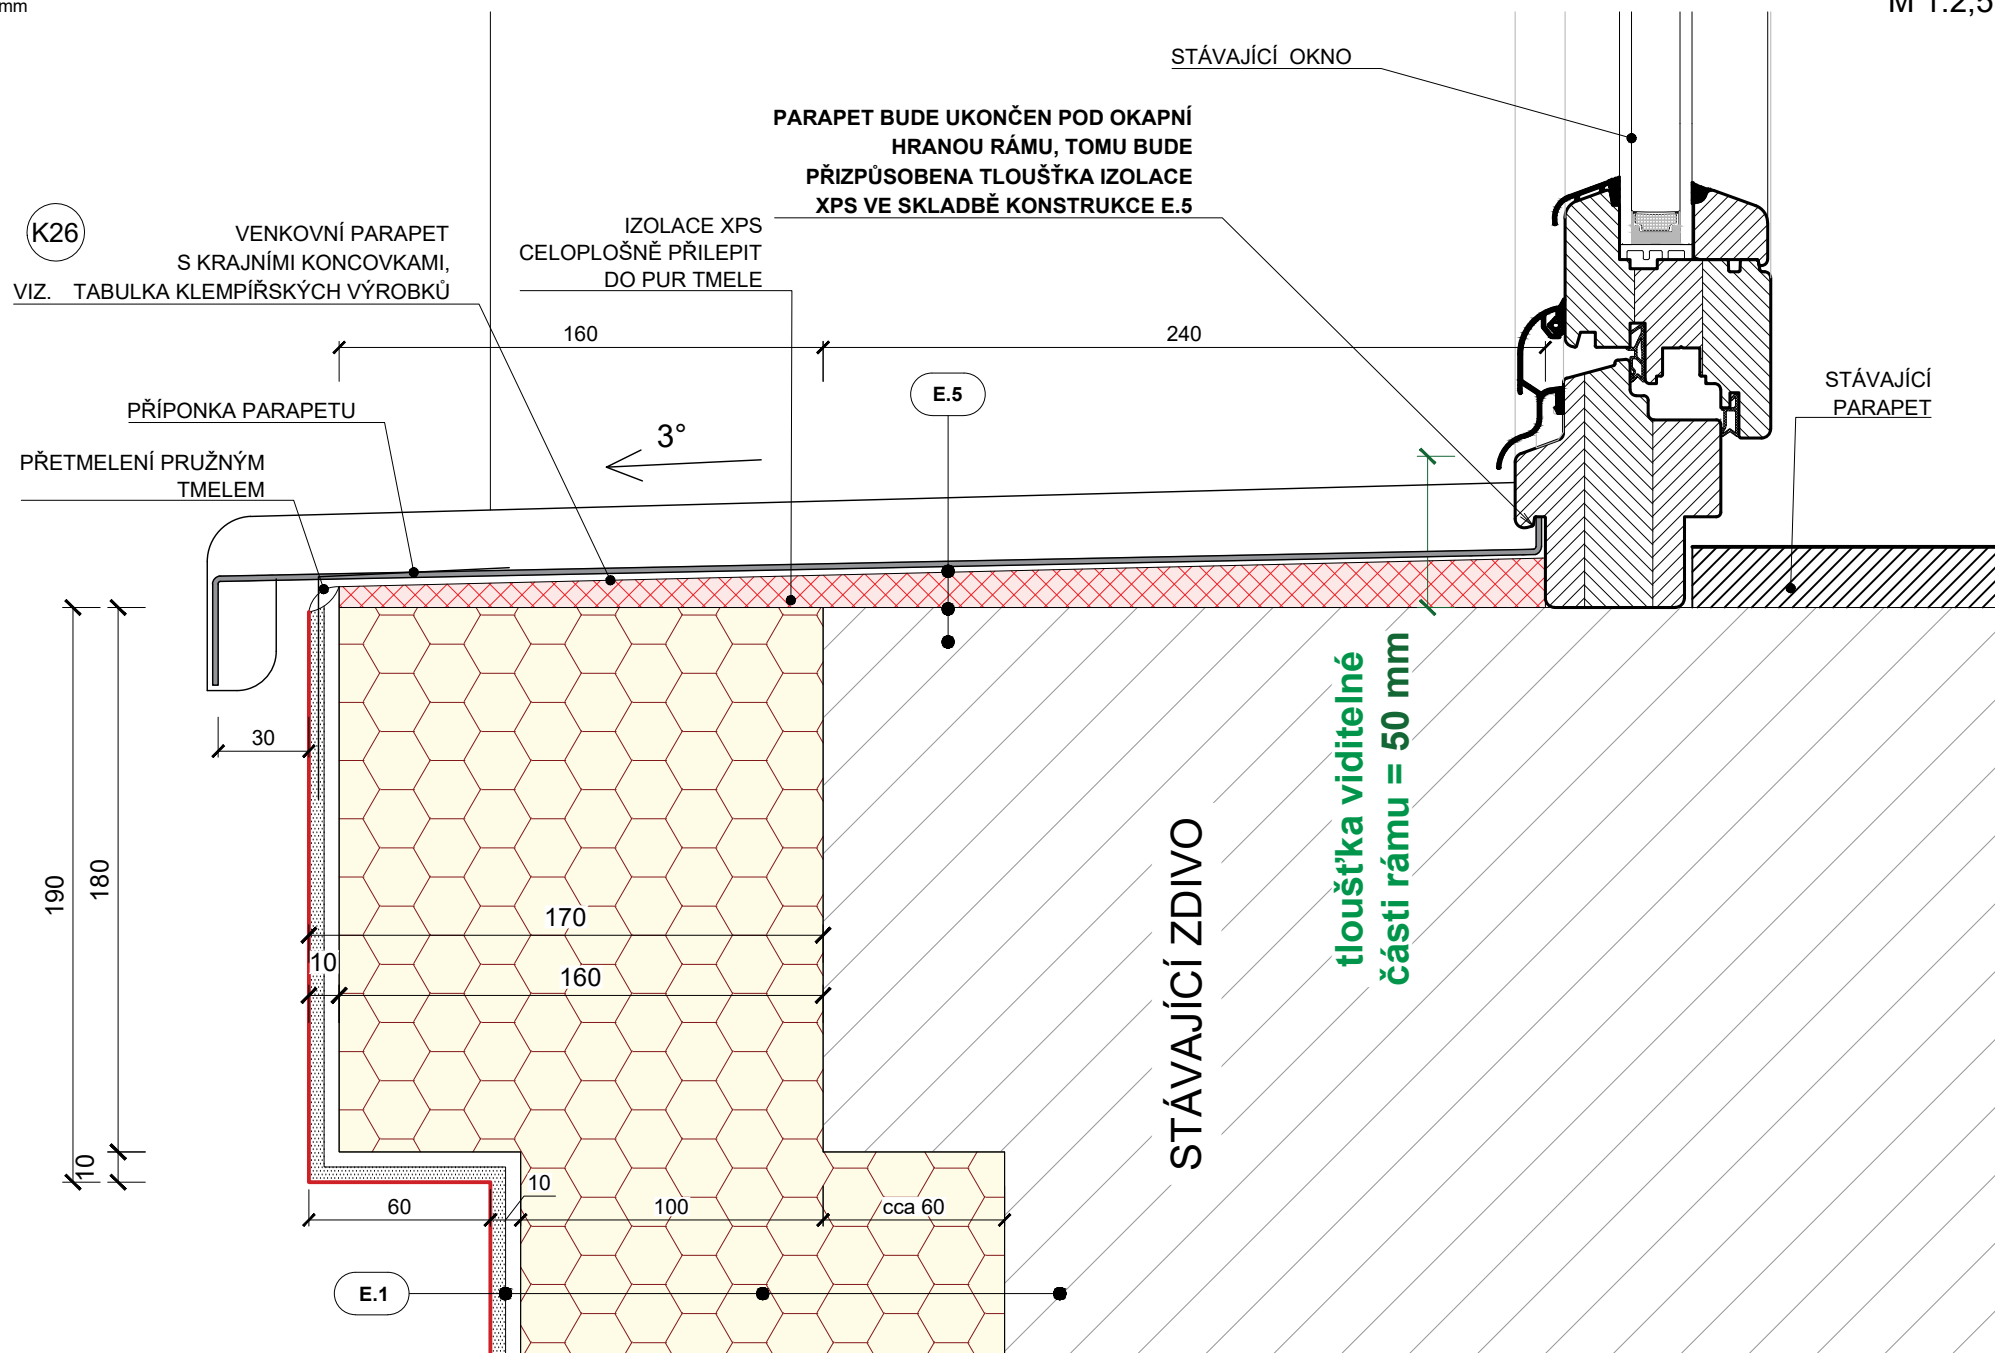 mm
M 1:2,5
STÁVAJÍCÍ OKNO
PARAPET BUDE UKONČEN POD OKAPNÍ
HRANOU RÁMU, TOMU BUDE
PŘIZPŮSOBENA TLOUŠŤKA IZOLACE
XPS VE SKLADBĚ KONSTRUKCE E.5
K26
VENKOVNÍ PARAPET
S KRAJNÍMI KONCOVKAMI,
VIZ. TABULKA KLEMPÍŘSKÝCH VÝROBKŮ
IZOLACE XPS
CELOPLOŠNĚ PŘILEPIT
DO PUR TMELE
160
240
E.5
STÁVAJÍCÍ
PARAPET
PŘÍPONKA PARAPETU
3°
PŘETMELENÍ PRUŽNÝM
TMELEM
30
190
180
10
170
10
160
STÁVAJÍCÍ ZDIVO
tloušťka viditelné
části rámu = 50 mm
60
10
100
cca 60
E.1